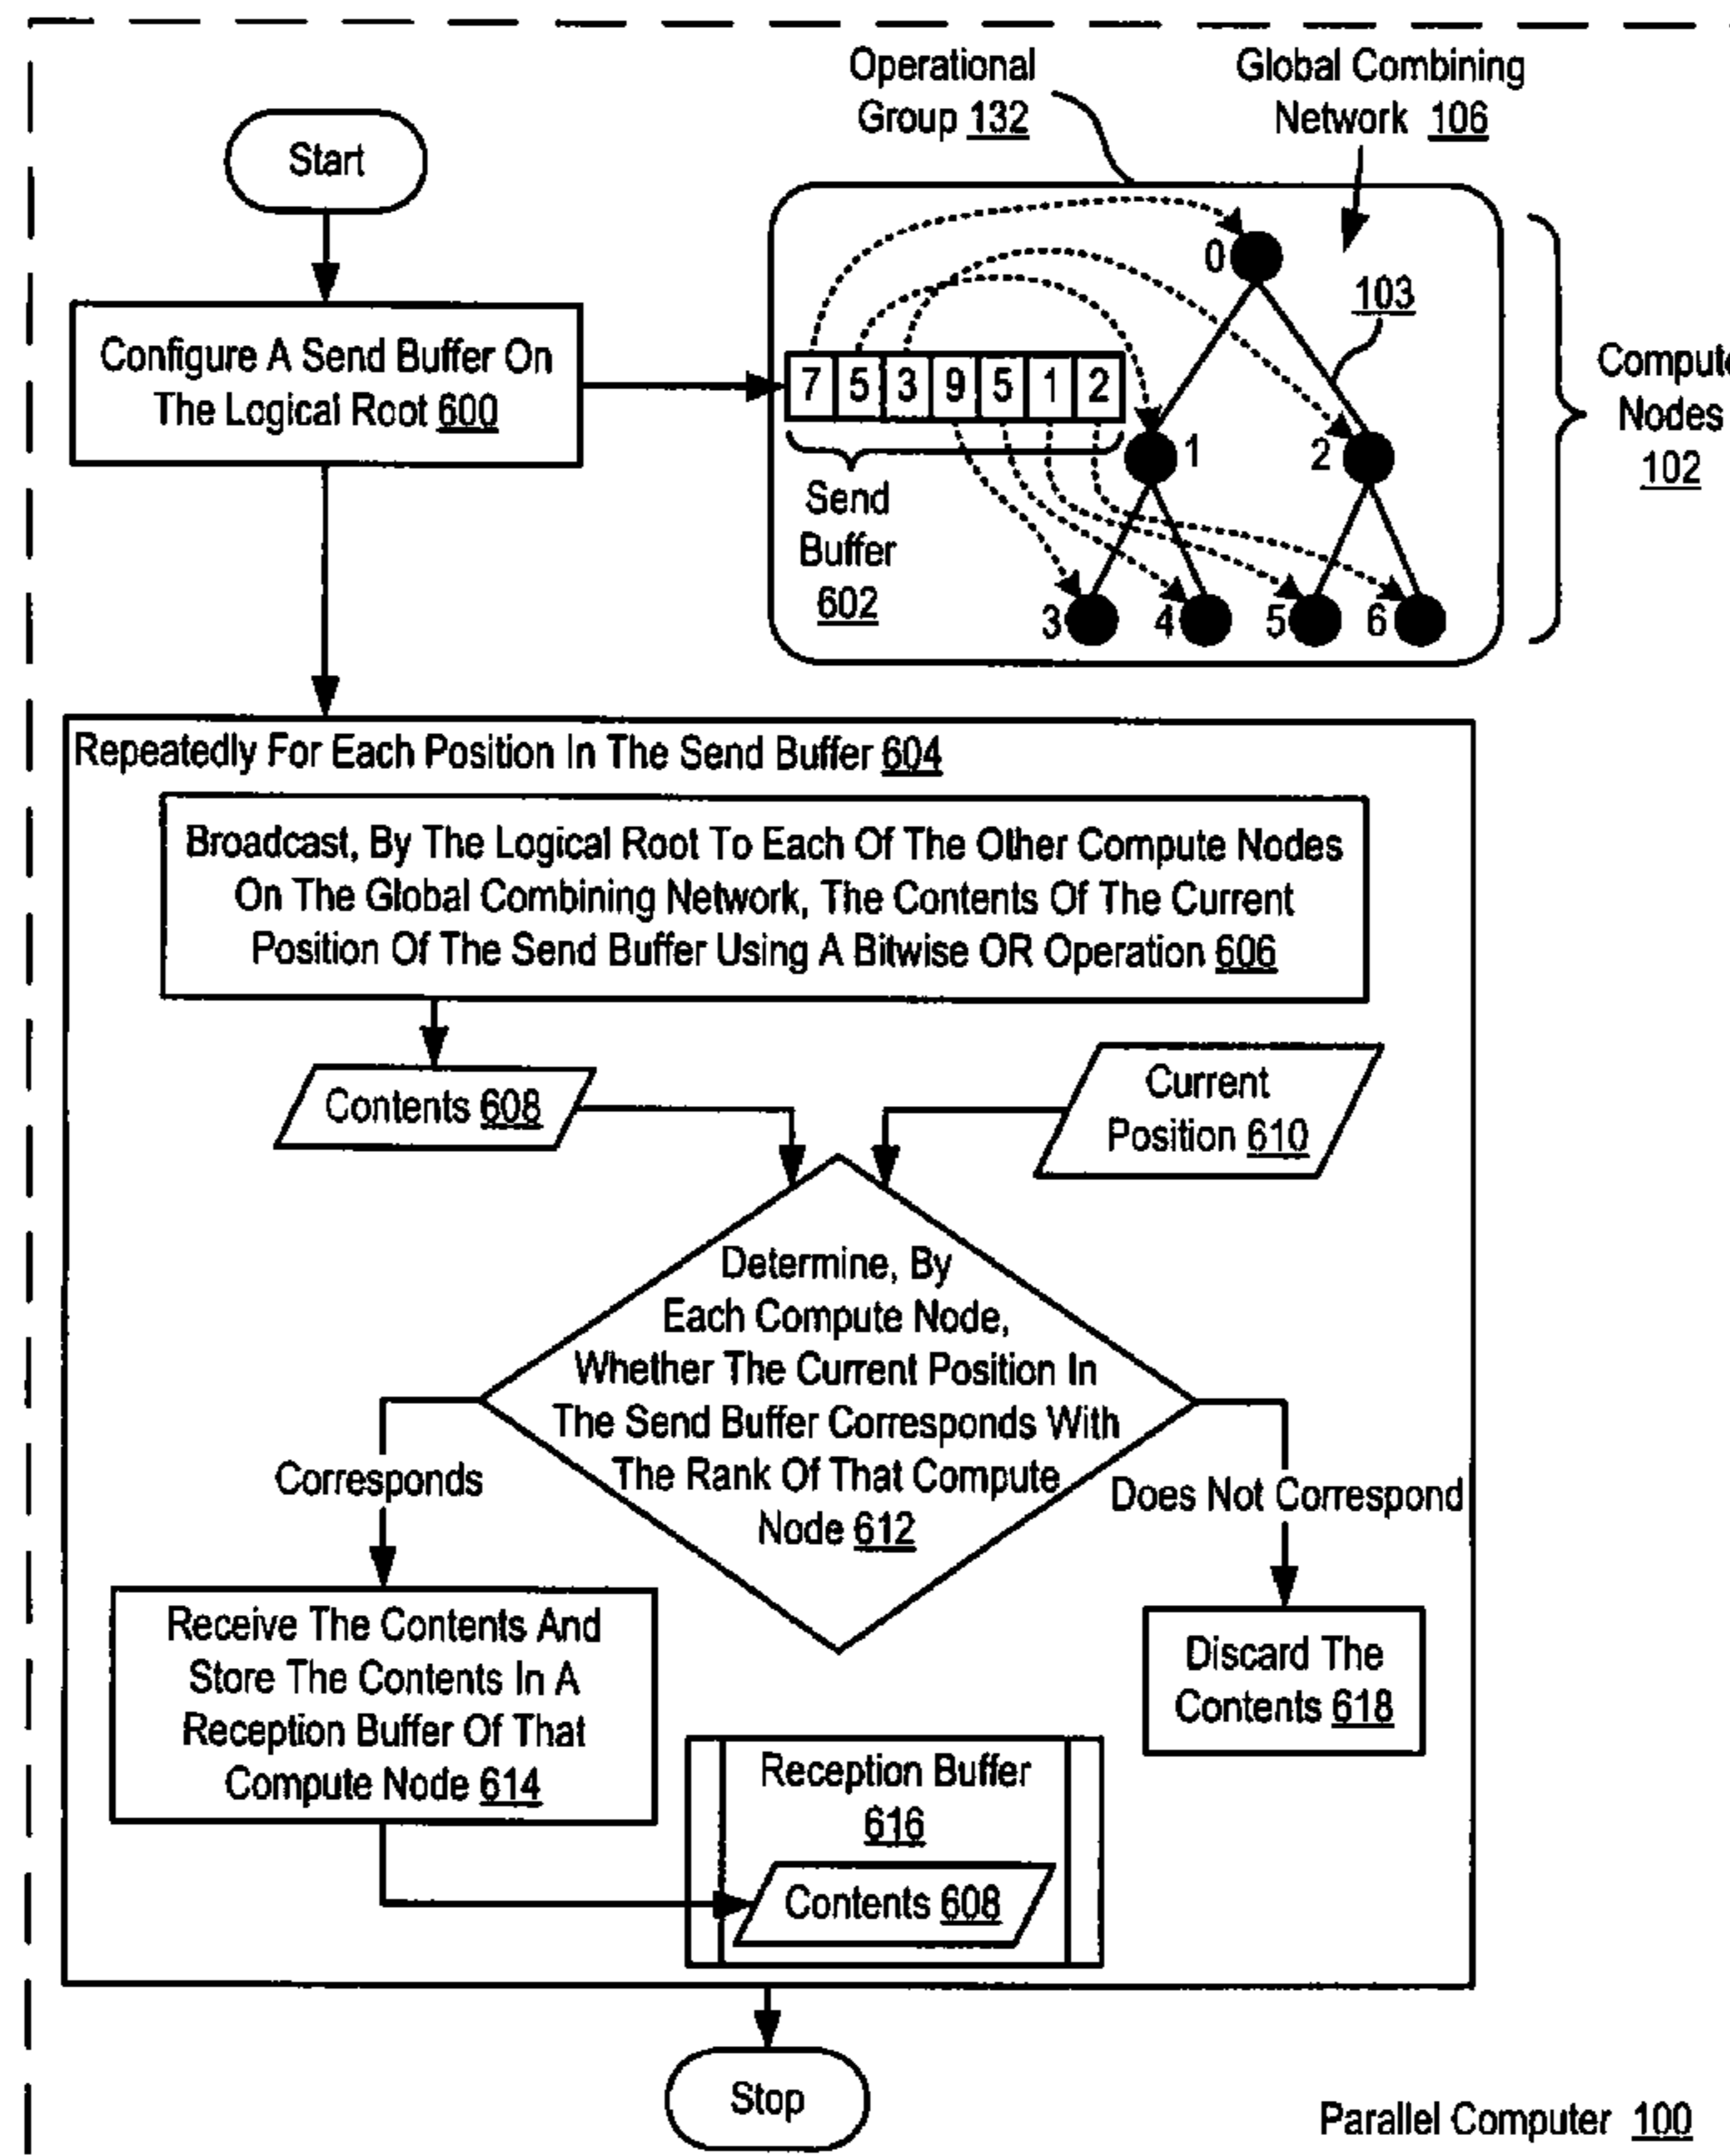 Operational
Group 132
Global Combining
Network 106
Start
Configure A Send Buffer On
The Logical Root 600
0
103
7 5 3 9 5 1 2
1
2
Compute
Nodes
102
Send
Buffer
602
3
4
5
6
Repeatedly For Each Position In The Send Buffer 604
Broadcast, By The Logical Root To Each Of The Other Compute Nodes
On The Global Combining Network, The Contents Of The Current
Position Of The Send Buffer Using A Bitwise OR Operation 606
Contents 608
Current
Position 610
Determine, By
Each Compute Node,
Whether The Current Position In
The Send Buffer Corresponds With
The Rank Of That Compute
Node 612
Corresponds
Does Not Correspond
Receive The Contents And
Store The Contents In A
Reception Buffer Of That
Compute Node 614
Discard The
Contents 618
Reception Buffer
616
Contents 608
Stop
Parallel Computer 100